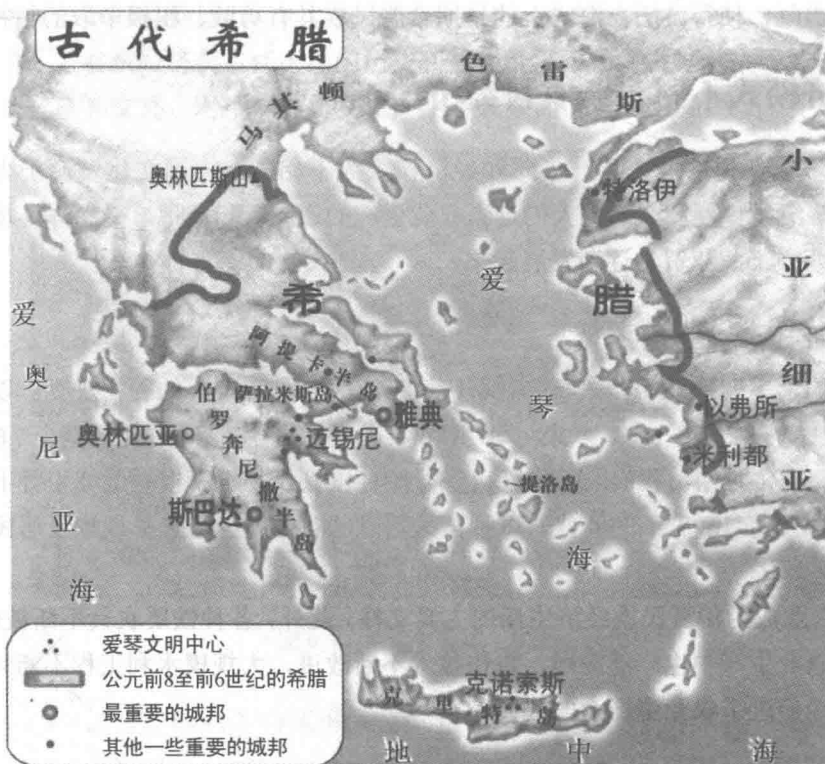 古代希腊
马其顿
色雷斯
小亚细亚
奥林匹斯山
特洛伊
希腊
爱琴海
爱奥尼亚海
阿提卡半岛
伯罗奔尼撒半岛
萨拉米斯岛
雅典
奥林匹亚
迈锡尼
斯巴达
以弗所
米利都
提洛岛
克诺索斯
克里特岛
地中海
爱琴文明中心
公元前8至前6世纪的希腊
最重要的城邦
其他一些重要的城邦